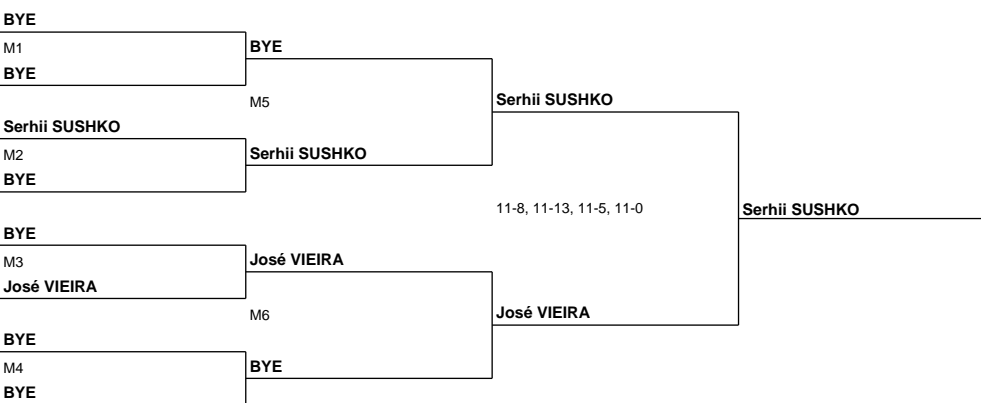 BYE
M1
BYE
BYE
M5
Serhii SUSHKO
Serhii SUSHKO
M2
Serhii SUSHKO
BYE
11-8, 11-13, 11-5, 11-0
Serhii SUSHKO
BYE
M3
José VIEIRA
José VIEIRA
M6
José VIEIRA
BYE
M4
BYE
BYE